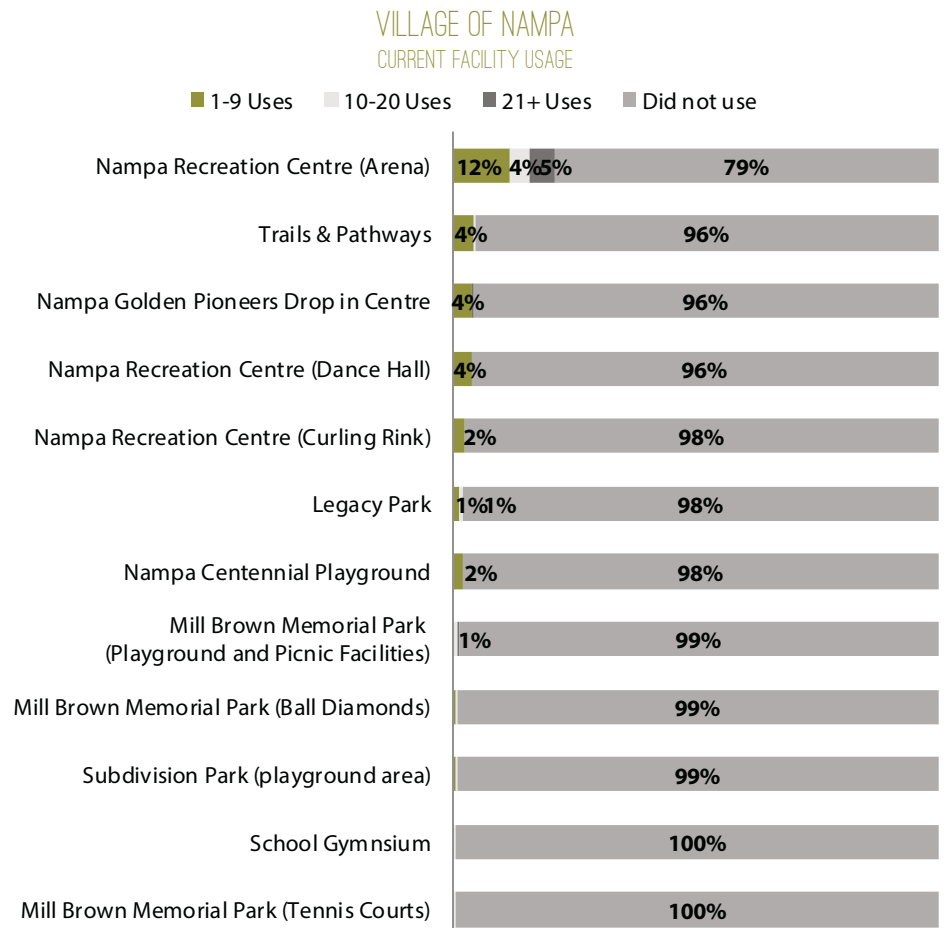 VILLAGE OF NAMPA
CURRENT FACILITY USAGE
1-9 Uses 10-20 Uses 21+ Uses Did not use
Nampa Recreation Centre (Arena) 12% 4% 5% 79%
Trails & Pathways 4% 96%
Nampa Golden Pioneers Drop in Centre 4% 96%
Nampa Recreation Centre (Dance Hall) 4% 96%
Nampa Recreation Centre (Curling Rink) 2% 98%
Legacy Park 1% 1% 98%
Nampa Centennial Playground 2% 98%
Mill Brown Memorial Park
(Playground and Picnic Facilities) 1% 99%
Mill Brown Memorial Park (Ball Diamonds) 99%
Subdivision Park (playground area) 99%
School Gymnsium 100%
Mill Brown Memorial Park (Tennis Courts) 100%